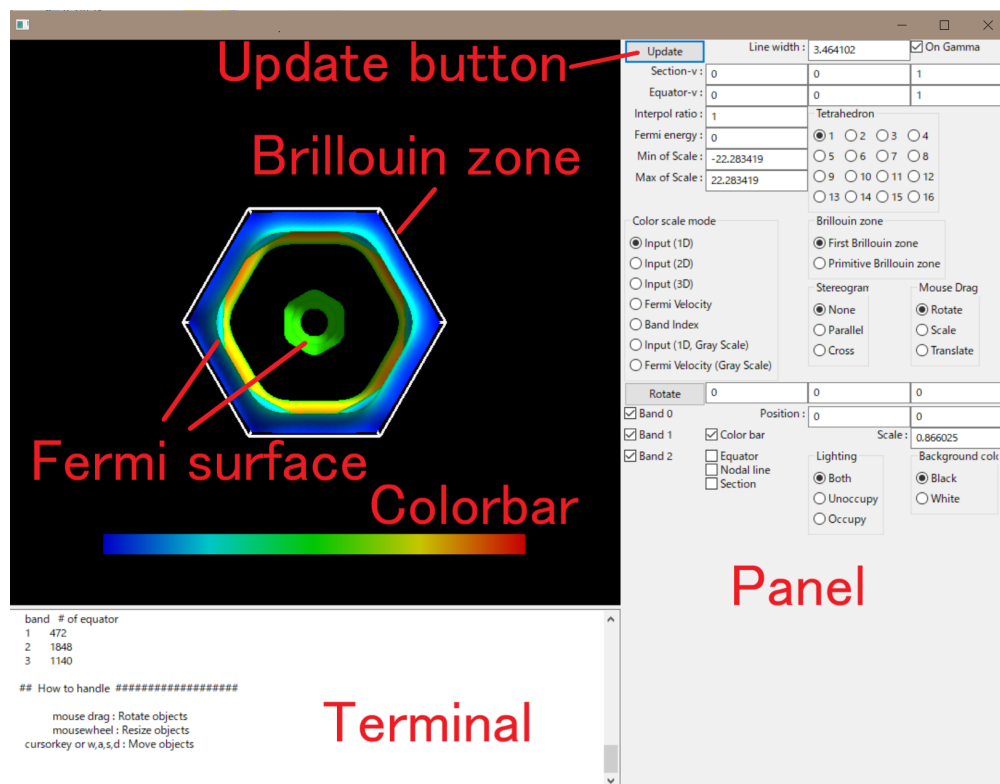 Update button
Brillouin zone
Fermi surface
Colorbar
Update
Line width :
3.464102
On Gamma
Section-v :
0
0
1
Equator-v :
0
0
1
Interpol ratio :
1
Fermi energy :
0
Min of Scale :
-22.283419
Max of Scale :
22.283419
Tetrahedron
1 2 3 4
5 6 7 8
9 10 11 12
13 14 15 16
Color scale mode
Input (1D)
Input (2D)
Input (3D)
Fermi Velocity
Band Index
Input (1D, Gray Scale)
Fermi Velocity (Gray Scale)
Brillouin zone
First Brillouin zone
Primitive Brillouin zone
Stereogram
None
Parallel
Cross
Mouse Drag
Rotate
Scale
Translate
Rotate
0
0
0
Band 0
Position :
0
0
Band 1
Color bar
Scale :
0.866025
Band 2
Equator
Nodal line
Section
Lighting
Both
Unoccupy
Occupy
Background colo
Black
White
Panel
band # of equator
1 472
2 1848
3 1140
## How to handle ###################
mouse drag : Rotate objects
mousewheel : Resize objects
cursorkey or w,a,s,d : Move objects
Terminal